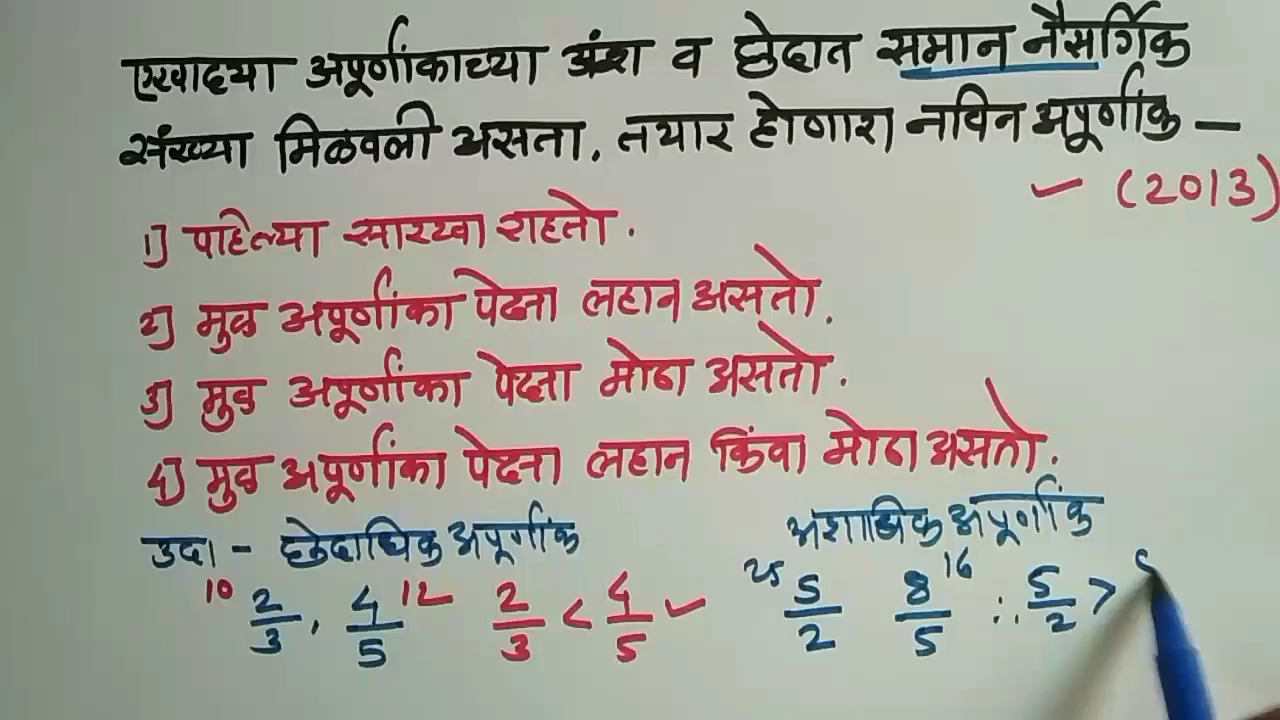 एखाद्या अपूर्णांकाच्या अंश व छेदात समान नैसर्गिक
संख्या मिळवली असता, तयार होणारा नविन अपूर्णांक —
✓ (2013)
1) पहिल्या सारखा राहतो.
2) मुळ अपूर्णांका पेक्षा लहान असतो.
3) मुळ अपूर्णांका पेक्षा मोठा असतो.
4) मुळ अपूर्णांका पेक्षा लहान किंवा मोठा असतो.
उदा - छेदाधिक अपूर्णांक अंशाधिक अपूर्णांक
10 2/3, 4/5 12 2/3 < 4/5 ✓ 25 5/2 8/5 16 ∴ 5/2 >